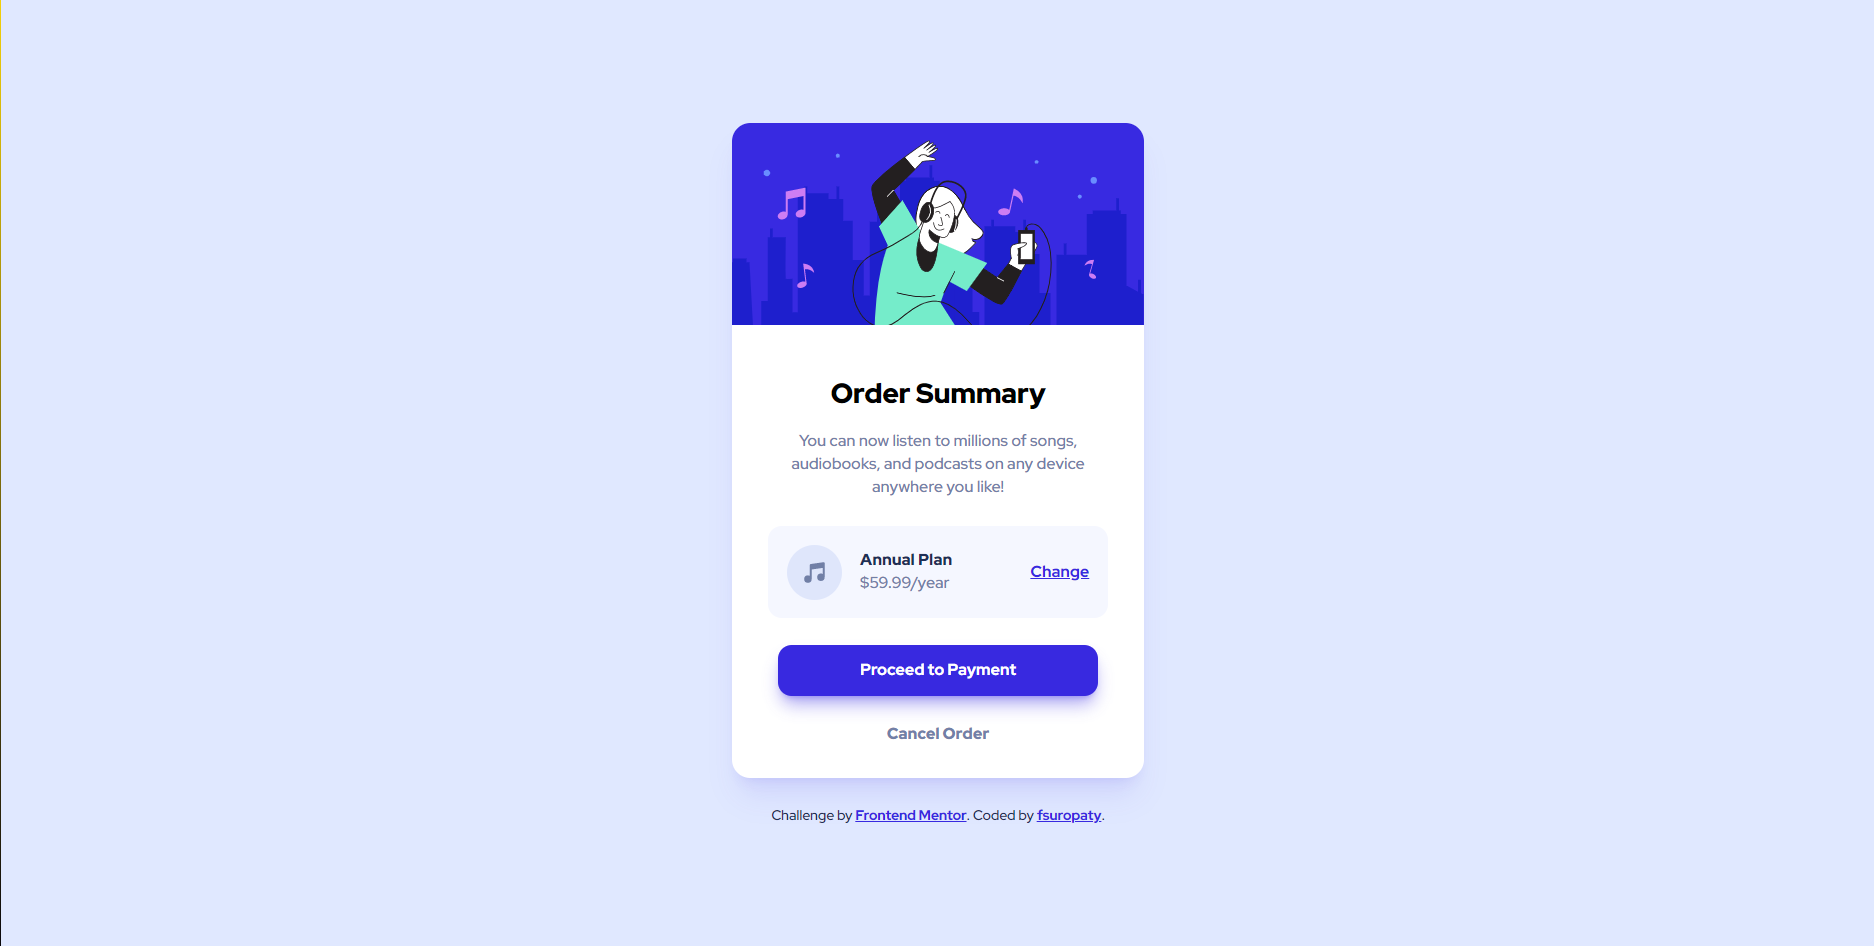 Order Summary
You can now listen to millions of songs,
audiobooks, and podcasts on any device
anywhere you like!
Annual Plan
$59.99/year
Change
Proceed to Payment
Cancel Order
Challenge by Frontend Mentor. Coded by fsuropaty.